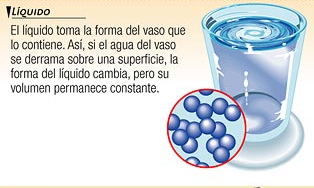 LÍQUIDO
El líquido toma la forma del vaso que
lo contiene. Así, si el agua del vaso
se derrama sobre una superficie, la
forma del líquido cambia, pero su
volumen permanece constante.